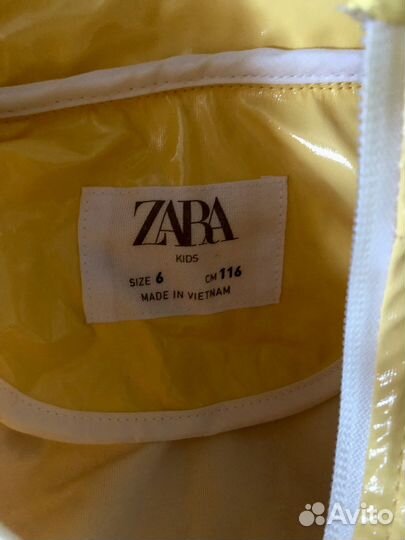 ZARA
KIDS
SIZE 6 CM 116
MADE IN VIETNAM
Avito